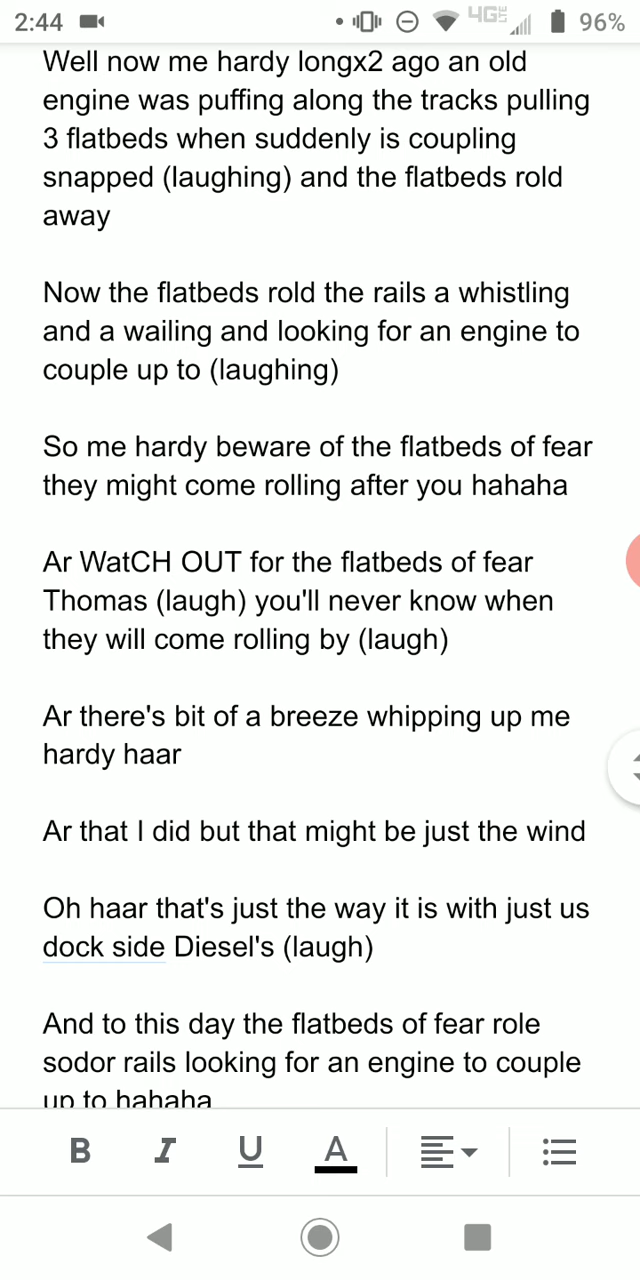 2:44
4G LTE
96%
Well now me hardy longx2 ago an old
engine was puffing along the tracks pulling
3 flatbeds when suddenly is coupling
snapped (laughing) and the flatbeds rold
away
Now the flatbeds rold the rails a whistling
and a wailing and looking for an engine to
couple up to (laughing)
So me hardy beware of the flatbeds of fear
they might come rolling after you hahaha
Ar WatCH OUT for the flatbeds of fear
Thomas (laugh) you'll never know when
they will come rolling by (laugh)
Ar there's bit of a breeze whipping up me
hardy haar
Ar that I did but that might be just the wind
Oh haar that's just the way it is with just us
dock side Diesel's (laugh)
And to this day the flatbeds of fear role
sodor rails looking for an engine to couple
up to hahaha
B I U A